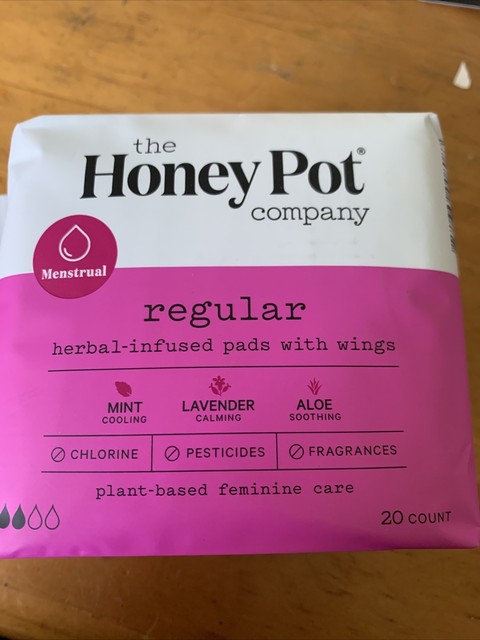 the
Honey Pot®
company
Menstrual
regular
herbal-infused pads with wings
MINT
COOLING
LAVENDER
CALMING
ALOE
SOOTHING
CHLORINE
PESTICIDES
FRAGRANCES
plant-based feminine care
20 COUNT